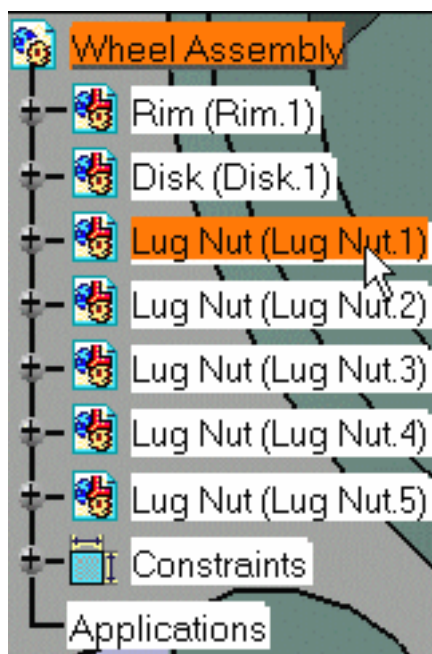 Wheel Assembly
Rim (Rim.1)
Disk (Disk.1)
Lug Nut (Lug Nut.1)
Lug Nut (Lug Nut.2)
Lug Nut (Lug Nut.3)
Lug Nut (Lug Nut.4)
Lug Nut (Lug Nut.5)
Constraints
Applications